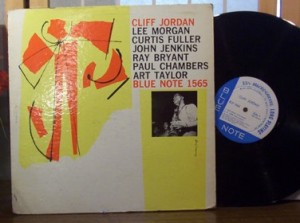 CLIFF JORDAN
LEE MORGAN
CURTIS FULLER
JOHN JENKINS
RAY BRYANT
PAUL CHAMBERS
ART TAYLOR
BLUE NOTE 1565
BLUE
NOTE